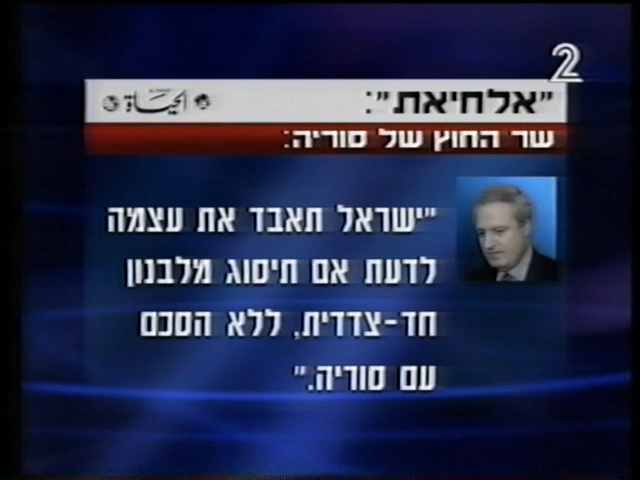 2
"אלחיאת": الحياة
שר החוץ של סוריה:
"ישראל תאבד את עצמה
לדעת אם תיסוג מלבנון
חד-צדדית, ללא הסכם
עם סוריה."